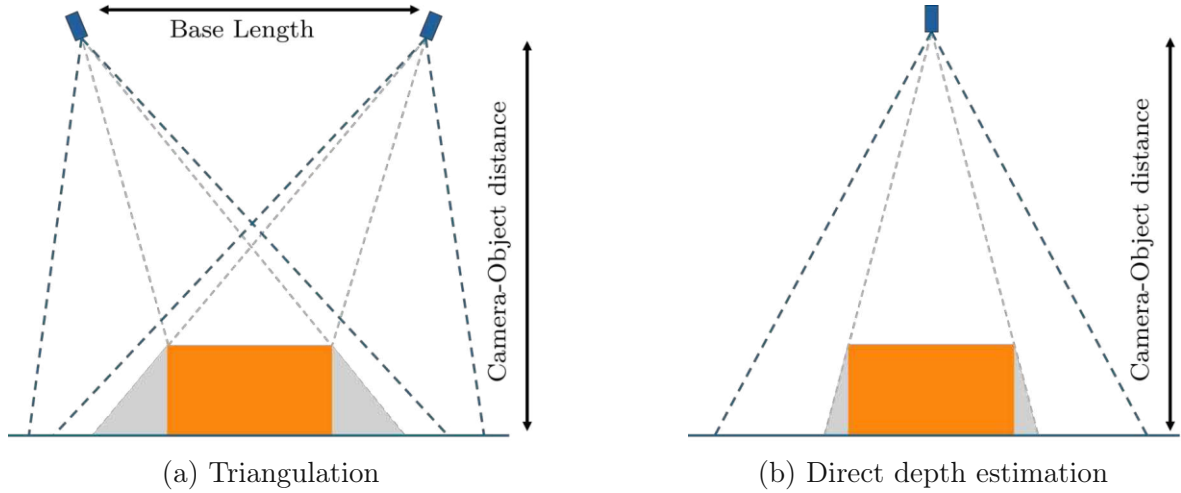 Base Length
Camera-Object distance
Camera-Object distance
(a) Triangulation
(b) Direct depth estimation